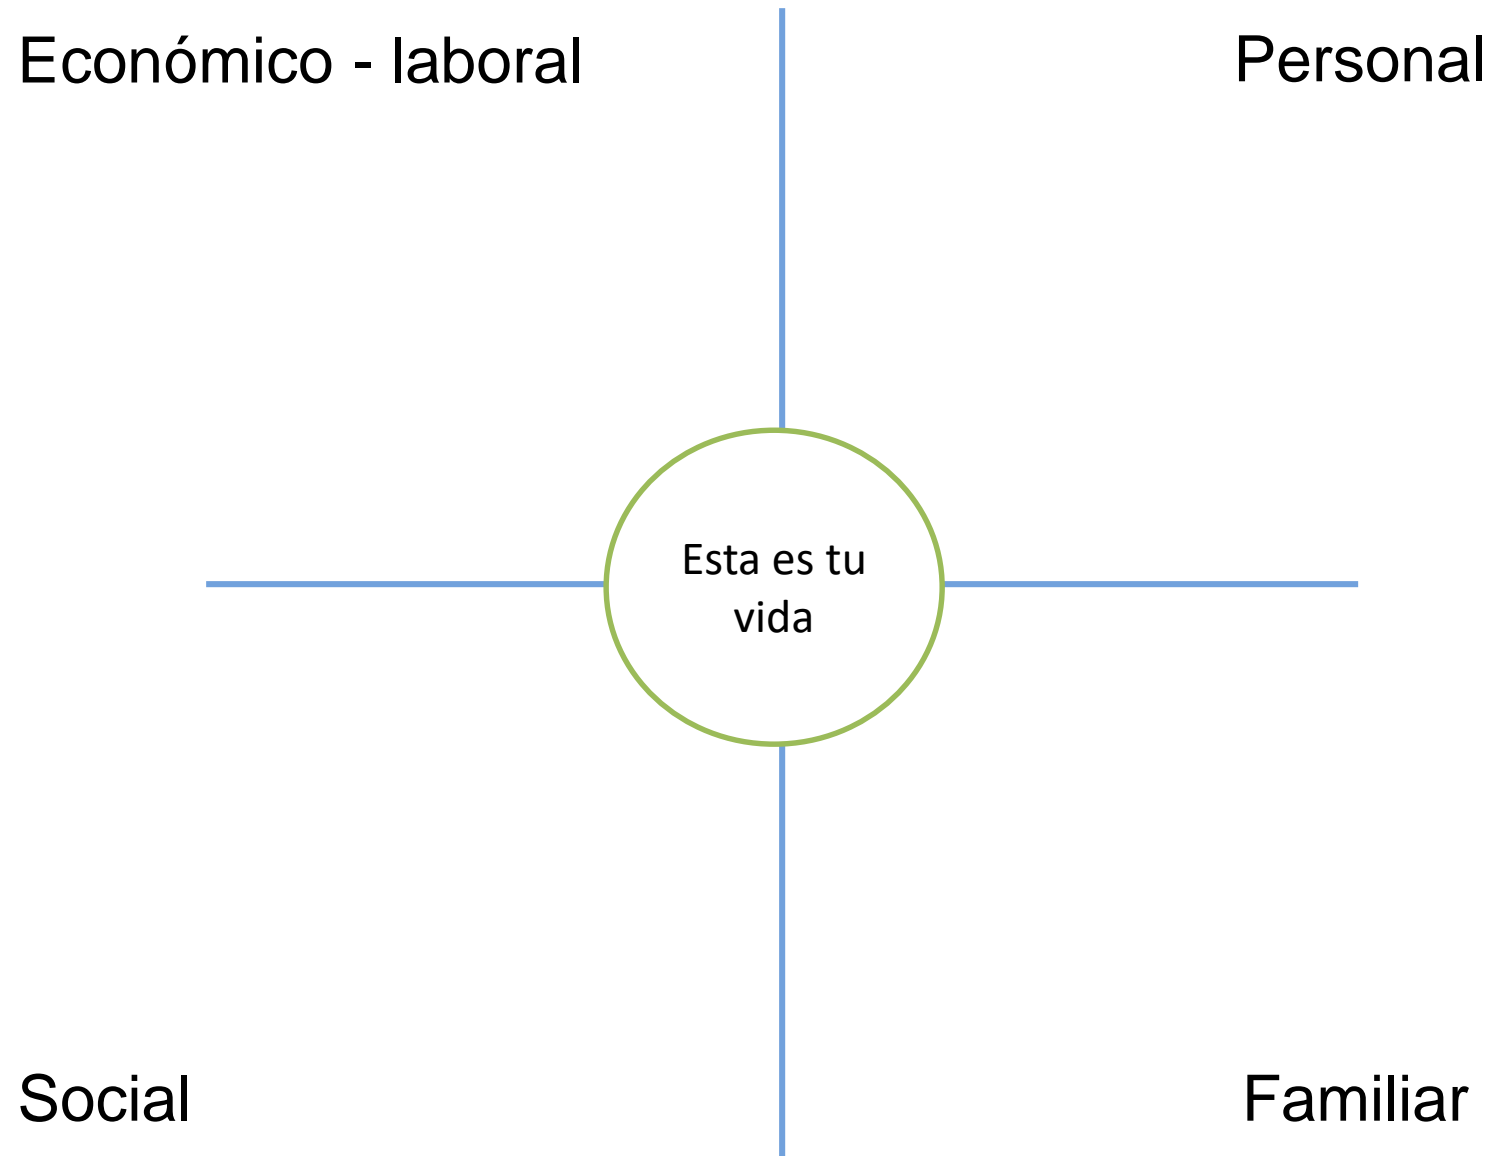 Económico - laboral
Personal
Esta es tu
vida
Social
Familiar